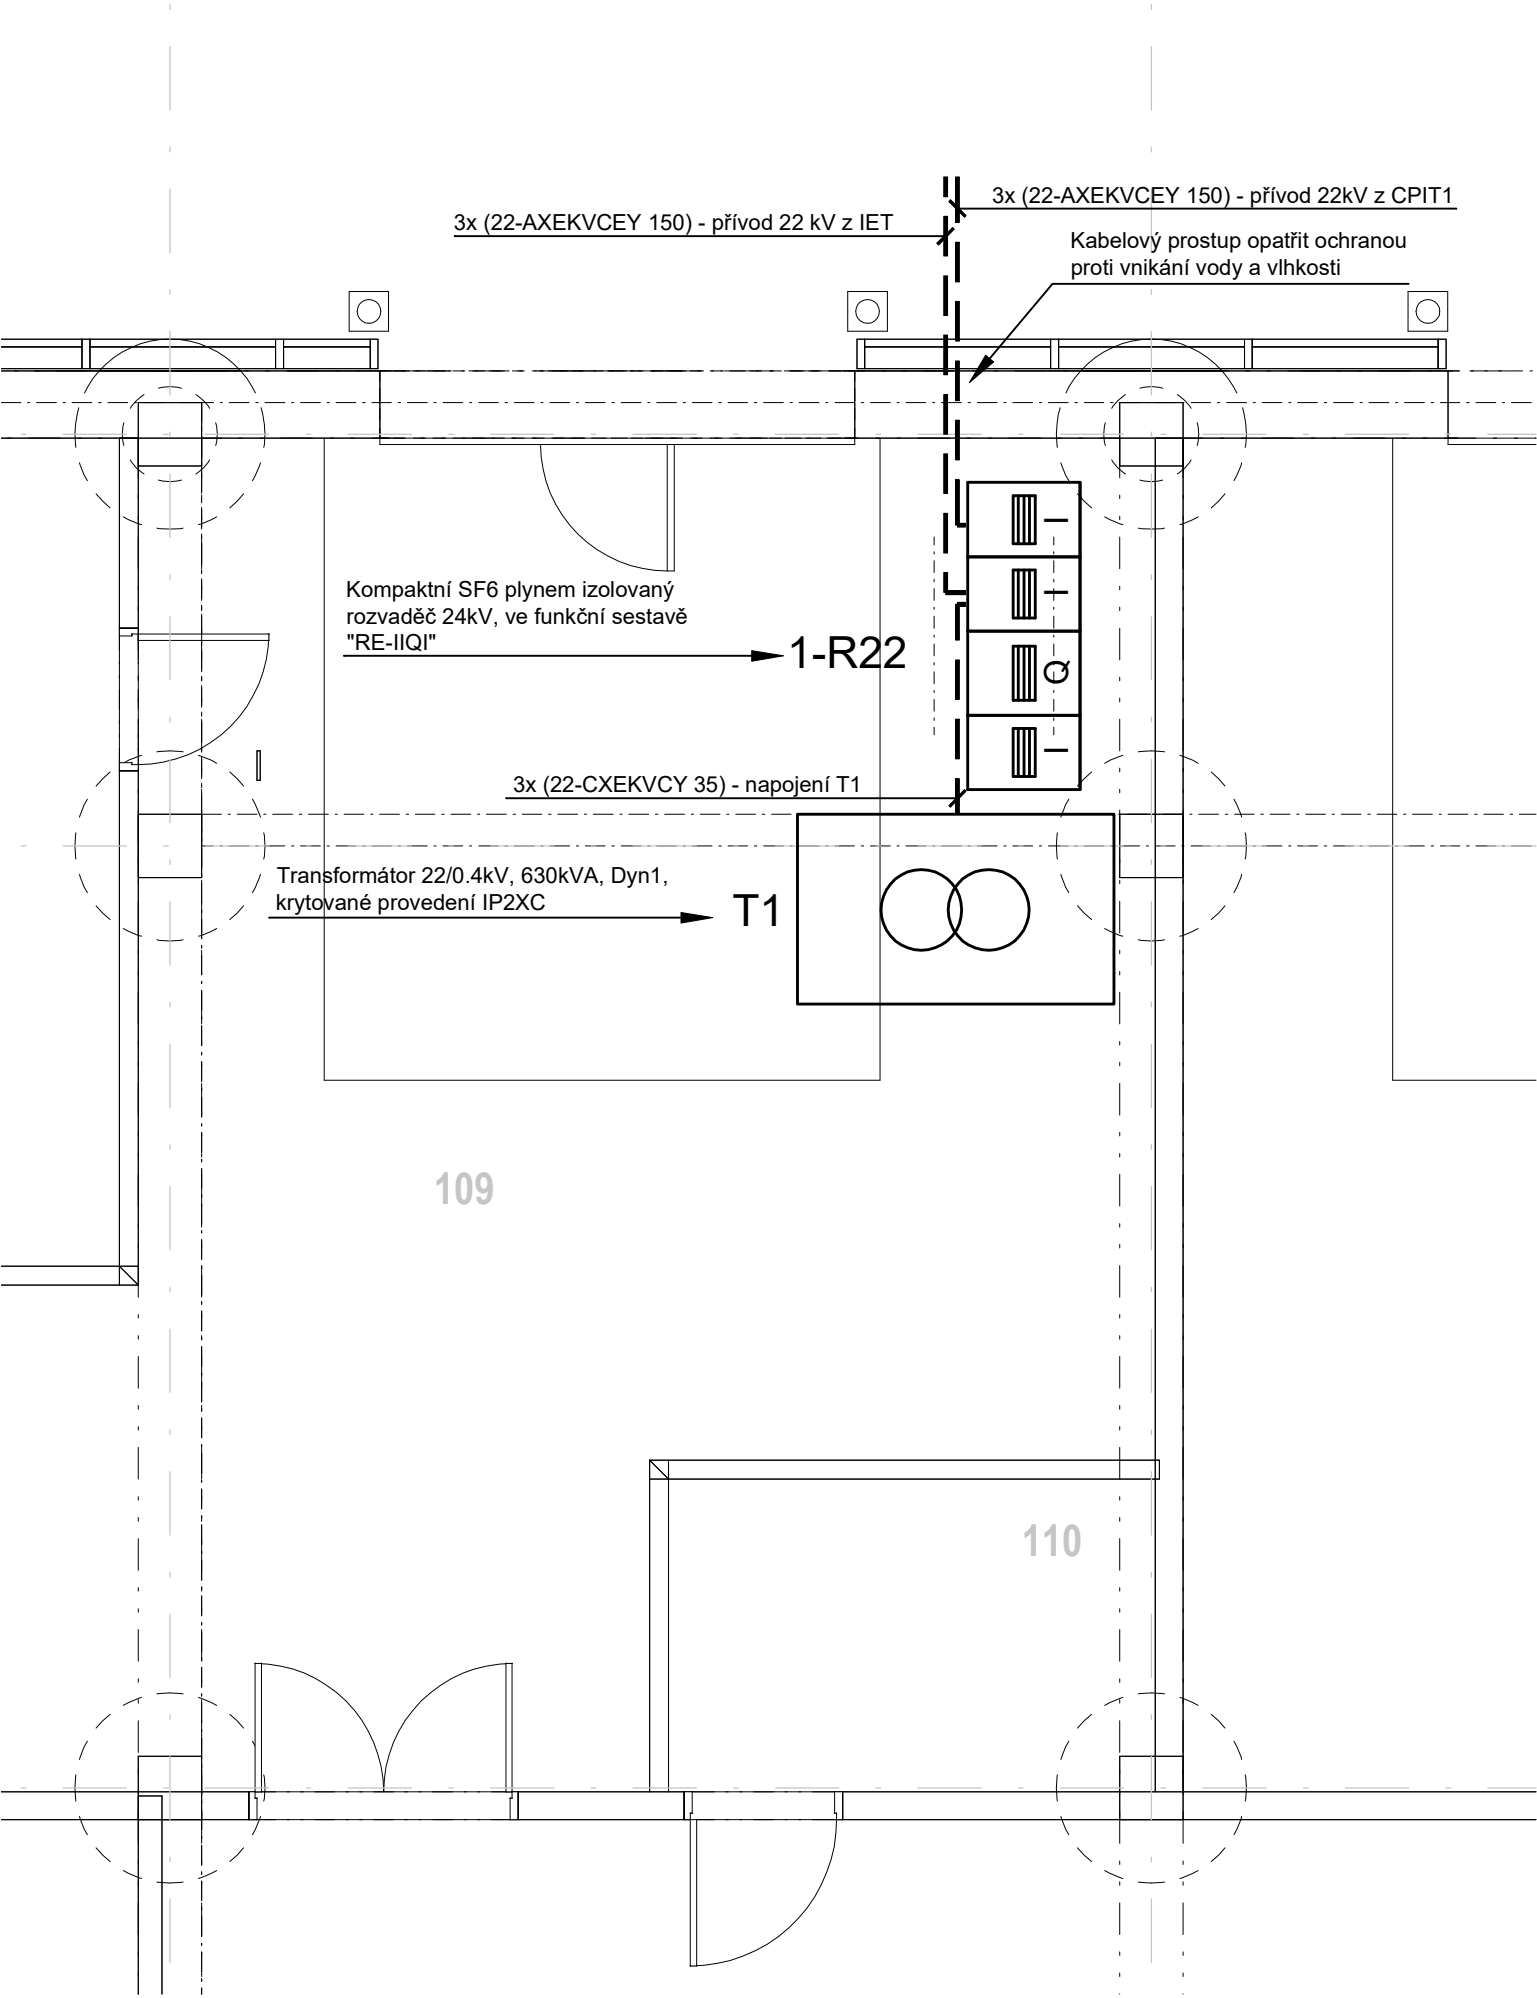 3x (22-AXEKVCEY 150) - přívod 22kV z CPIT1
3x (22-AXEKVCEY 150) - přívod 22 kV z IET
Kabelový prostup opatřit ochranou
proti vnikání vody a vlhkosti
I
I
Q
I
Kompaktní SF6 plynem izolovaný
rozvaděč 24kV, ve funkční sestavě
"RE-IIQI"
1-R22
3x (22-CXEKVCY 35) - napojení T1
Transformátor 22/0.4kV, 630kVA, Dyn1,
krytované provedení IP2XC
T1
109
110